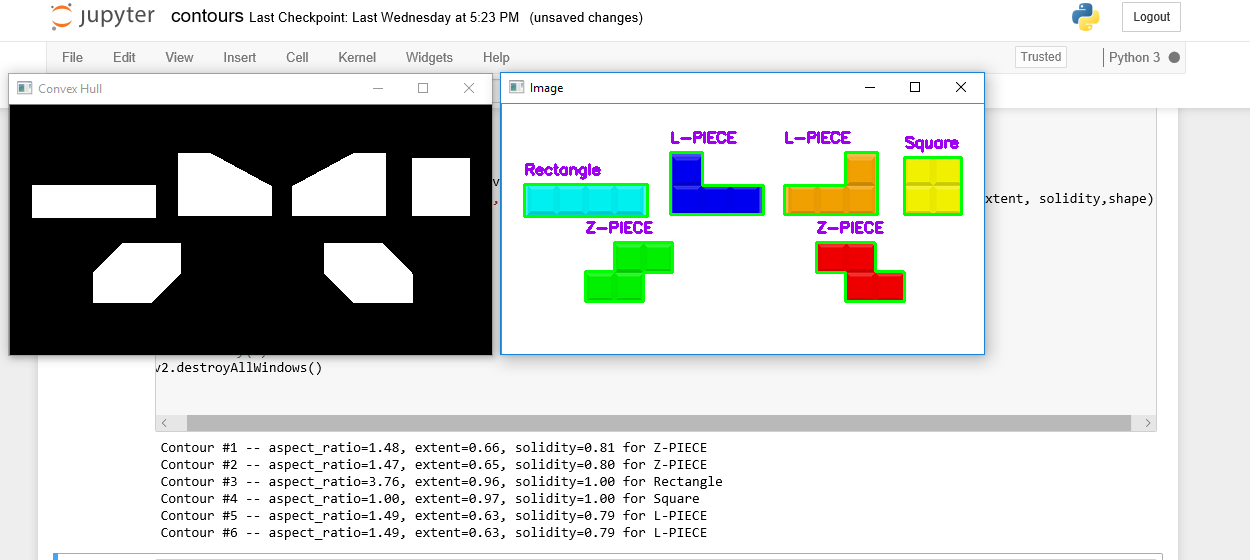 jupyter contours Last Checkpoint: Last Wednesday at 5:23 PM (unsaved changes) Logout
File Edit View Insert Cell Kernel Widgets Help Trusted Python 3
Convex Hull
Image
L-PIECE L-PIECE Square
Rectangle
Z-PIECE Z-PIECE
xtent, solidity,shape)
v2.destroyAllWindows()
Contour #1 -- aspect_ratio=1.48, extent=0.66, solidity=0.81 for Z-PIECE
Contour #2 -- aspect_ratio=1.47, extent=0.65, solidity=0.80 for Z-PIECE
Contour #3 -- aspect_ratio=3.76, extent=0.96, solidity=1.00 for Rectangle
Contour #4 -- aspect_ratio=1.00, extent=0.97, solidity=1.00 for Square
Contour #5 -- aspect_ratio=1.49, extent=0.63, solidity=0.79 for L-PIECE
Contour #6 -- aspect_ratio=1.49, extent=0.63, solidity=0.79 for L-PIECE